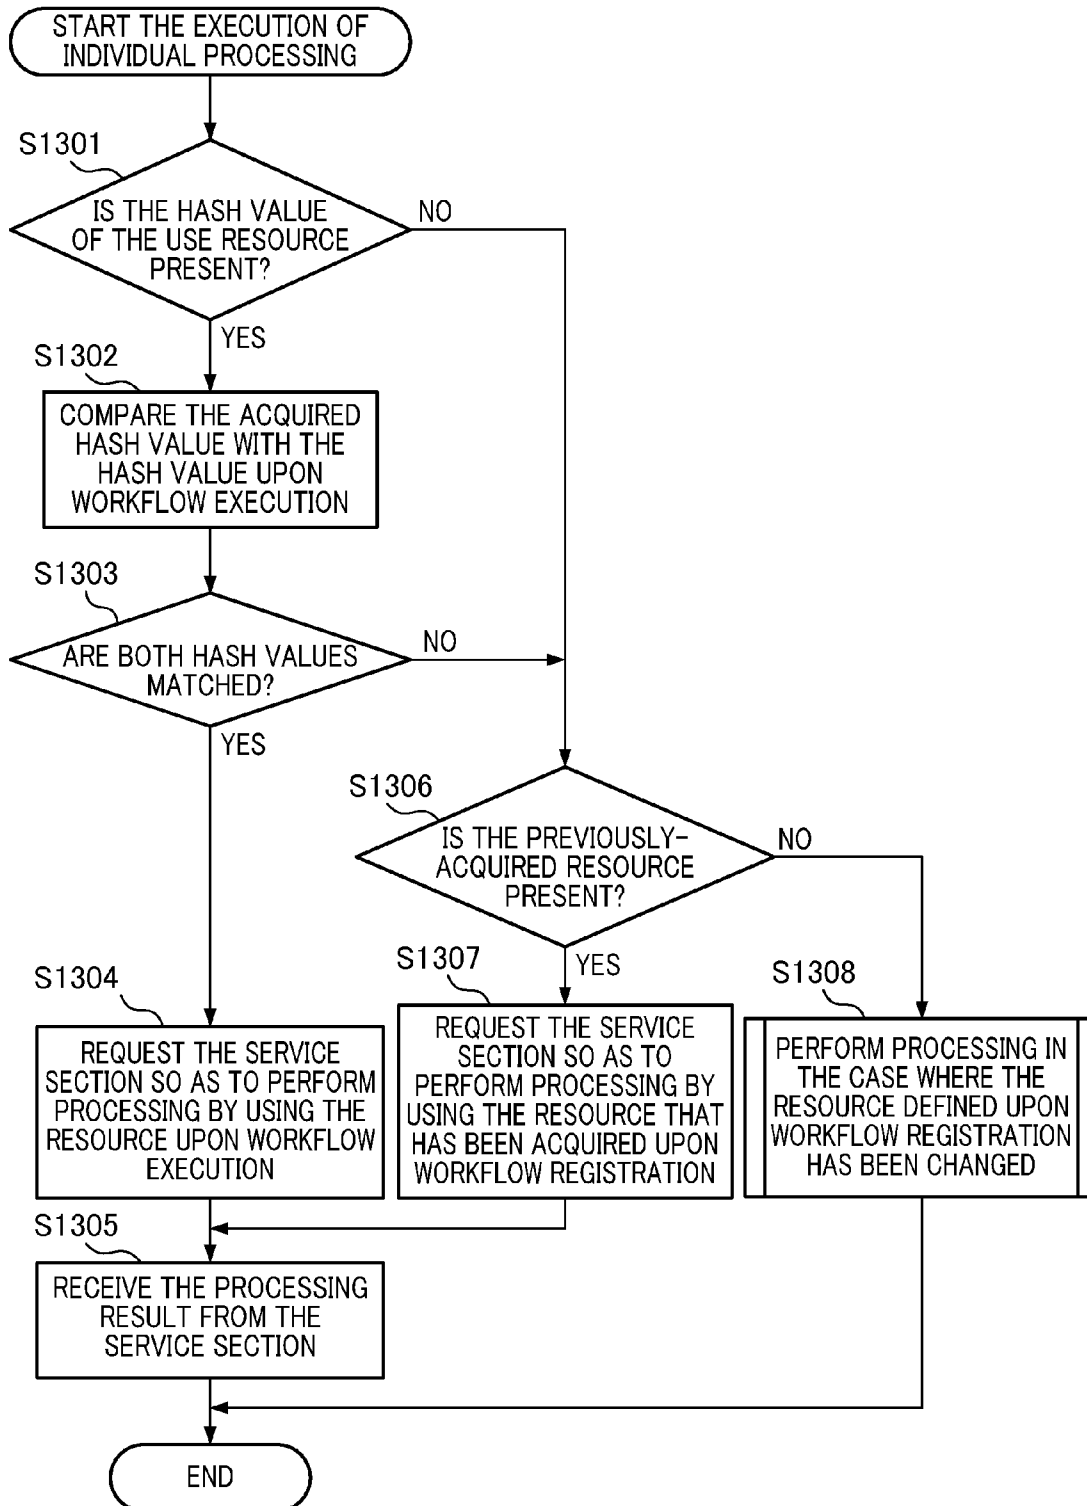 START THE EXECUTION OF
INDIVIDUAL PROCESSING
S1301
IS THE HASH VALUE
OF THE USE RESOURCE
PRESENT?
NO
YES
S1302
COMPARE THE ACQUIRED
HASH VALUE WITH THE
HASH VALUE UPON
WORKFLOW EXECUTION
S1303
ARE BOTH HASH VALUES
MATCHED?
NO
YES
S1306
IS THE PREVIOUSLY-
ACQUIRED RESOURCE
PRESENT?
NO
YES
S1304
REQUEST THE SERVICE
SECTION SO AS TO PERFORM
PROCESSING BY USING THE
RESOURCE UPON WORKFLOW
EXECUTION
S1307
REQUEST THE SERVICE
SECTION SO AS TO
PERFORM PROCESSING BY
USING THE RESOURCE THAT
HAS BEEN ACQUIRED UPON
WORKFLOW REGISTRATION
S1308
PERFORM PROCESSING IN
THE CASE WHERE THE
RESOURCE DEFINED UPON
WORKFLOW REGISTRATION
HAS BEEN CHANGED
S1305
RECEIVE THE PROCESSING
RESULT FROM THE
SERVICE SECTION
END